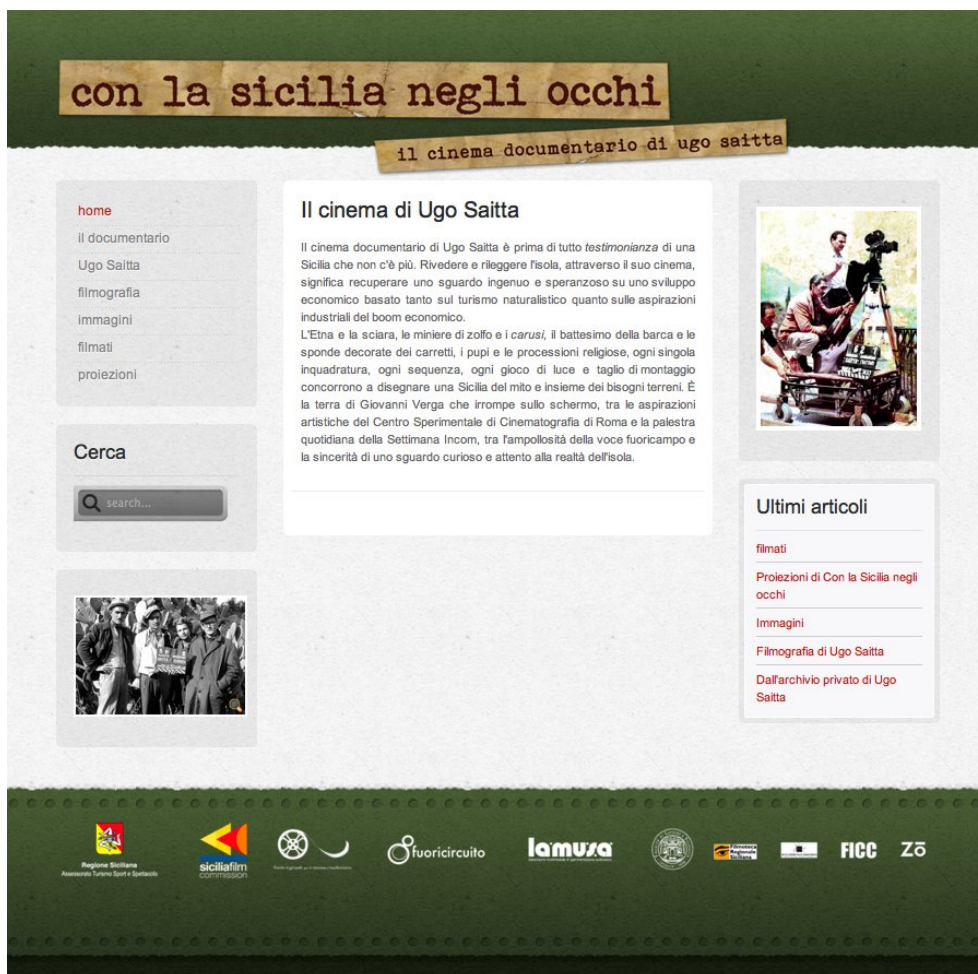 con la sicilia negli occhi
il cinema documentario di ugo saitta
home
il documentario
Ugo Saitta
filmografia
immagini
filmati
proiezioni
Cerca
search...
Il cinema di Ugo Saitta
Il cinema documentario di Ugo Saitta è prima di tutto testimonianza di una
Sicilia che non c'è più. Rivedere e rileggere l'isola, attraverso il suo cinema,
significa recuperare uno sguardo ingenuo e speranzoso su uno sviluppo
economico basato tanto sul turismo naturalistico quanto sulle aspirazioni
industriali del boom economico.
L'Etna e la sciara, le miniere di zolfo e i carusi, il battesimo della barca e le
sponde decorate dei carretti, i pupi e le processioni religiose, ogni singola
inquadratura, ogni sequenza, ogni gioco di luce e taglio di montaggio
concorrono a disegnare una Sicilia del mito e insieme dei bisogni terreni. È
la terra di Giovanni Verga che irrompe sullo schermo, tra le aspirazioni
artistiche del Centro Sperimentale di Cinematografia di Roma e la palestra
quotidiana della Settimana Incom, tra l'ampollosità della voce fuoricampo e
la sincerità di uno sguardo curioso e attento alla realtà dell'isola.
Ultimi articoli
filmati
Proiezioni di Con la Sicilia negli
occhi
Immagini
Filmografia di Ugo Saitta
Dall'archivio privato di Ugo
Saitta
Regione Siciliana
Assessorato Turismo Sport e Spettacolo
siciliafilm
commission
fuoricircuito
lamusa
Filmoteca
Regionale
Siciliana
FICC
Zō